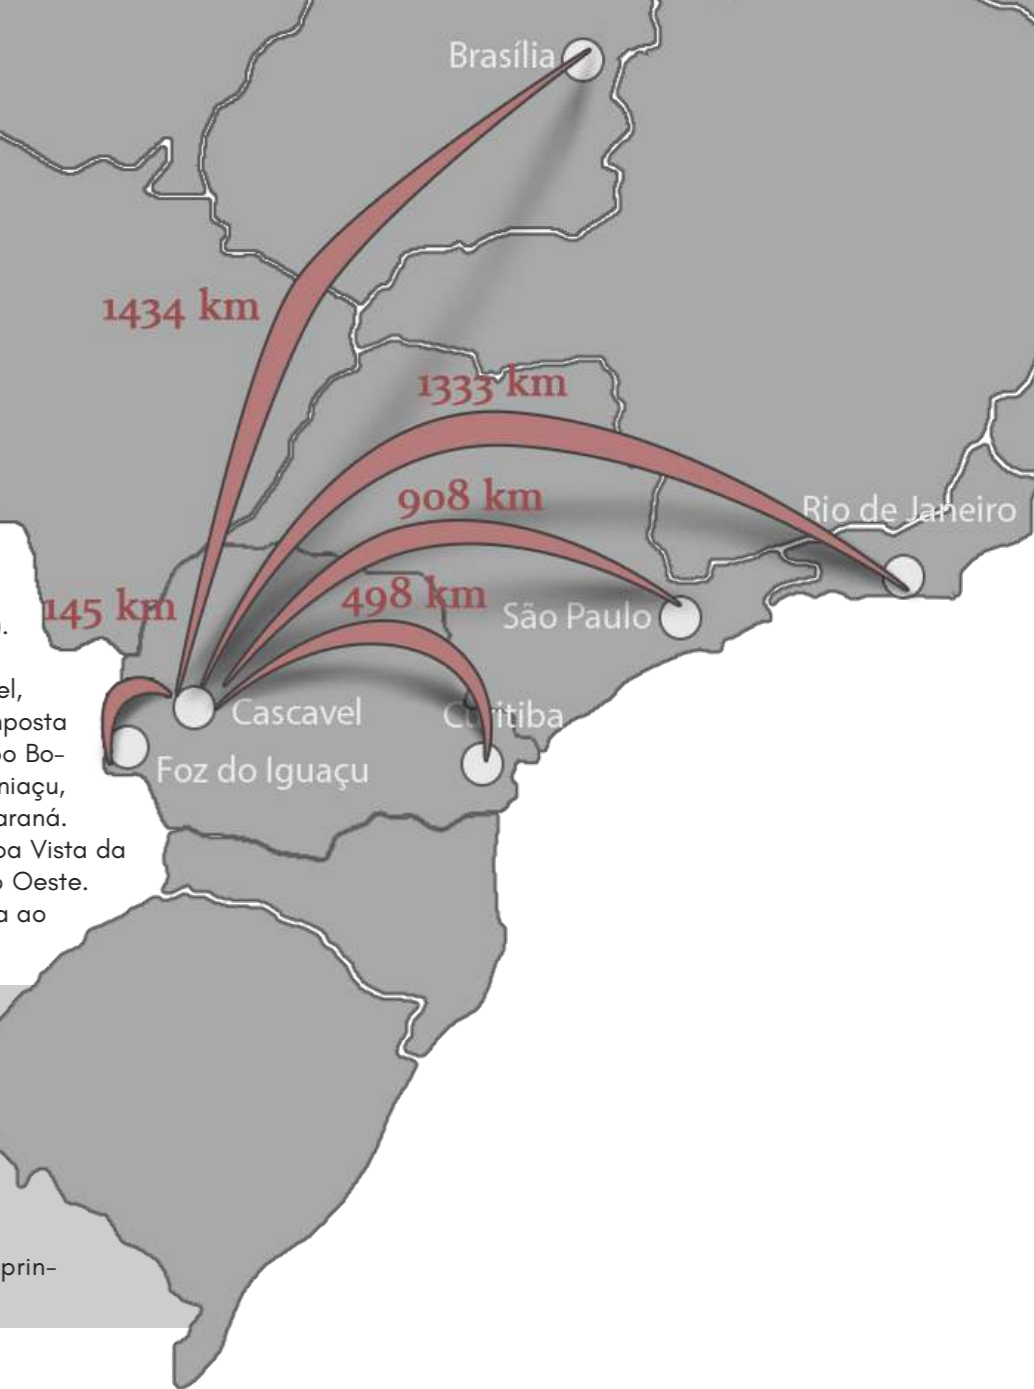 Brasília
1434 km
1333 km
908 km
Rio de Janeiro
145 km
498 km
São Paulo
el,
Cascavel
Curitiba
posta
o Bo-
Foz do Iguaçu
niaçu,
araná.
oa Vista da
o Oeste.
a ao
prin-